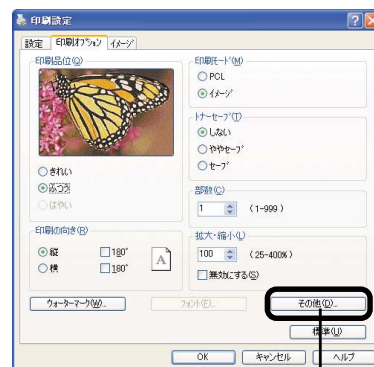 印刷設定
設定 印刷オプション イメージ
印刷品位(Q)
きれい
ふつう
はやい
印刷の向き(R)
縦 180°
横 180°
A
印刷モード(M)
PCL
イメージ
トナーセーブ(T)
しない
ややセーブ
セーブ
部数(C)
1 (1-999)
拡大・縮小(L)
100 (25-400%)
無効にする(S)
ウォーターマーク(W)... フォント(F)... その他(D)...
標準(U)
OK キャンセル ヘルプ